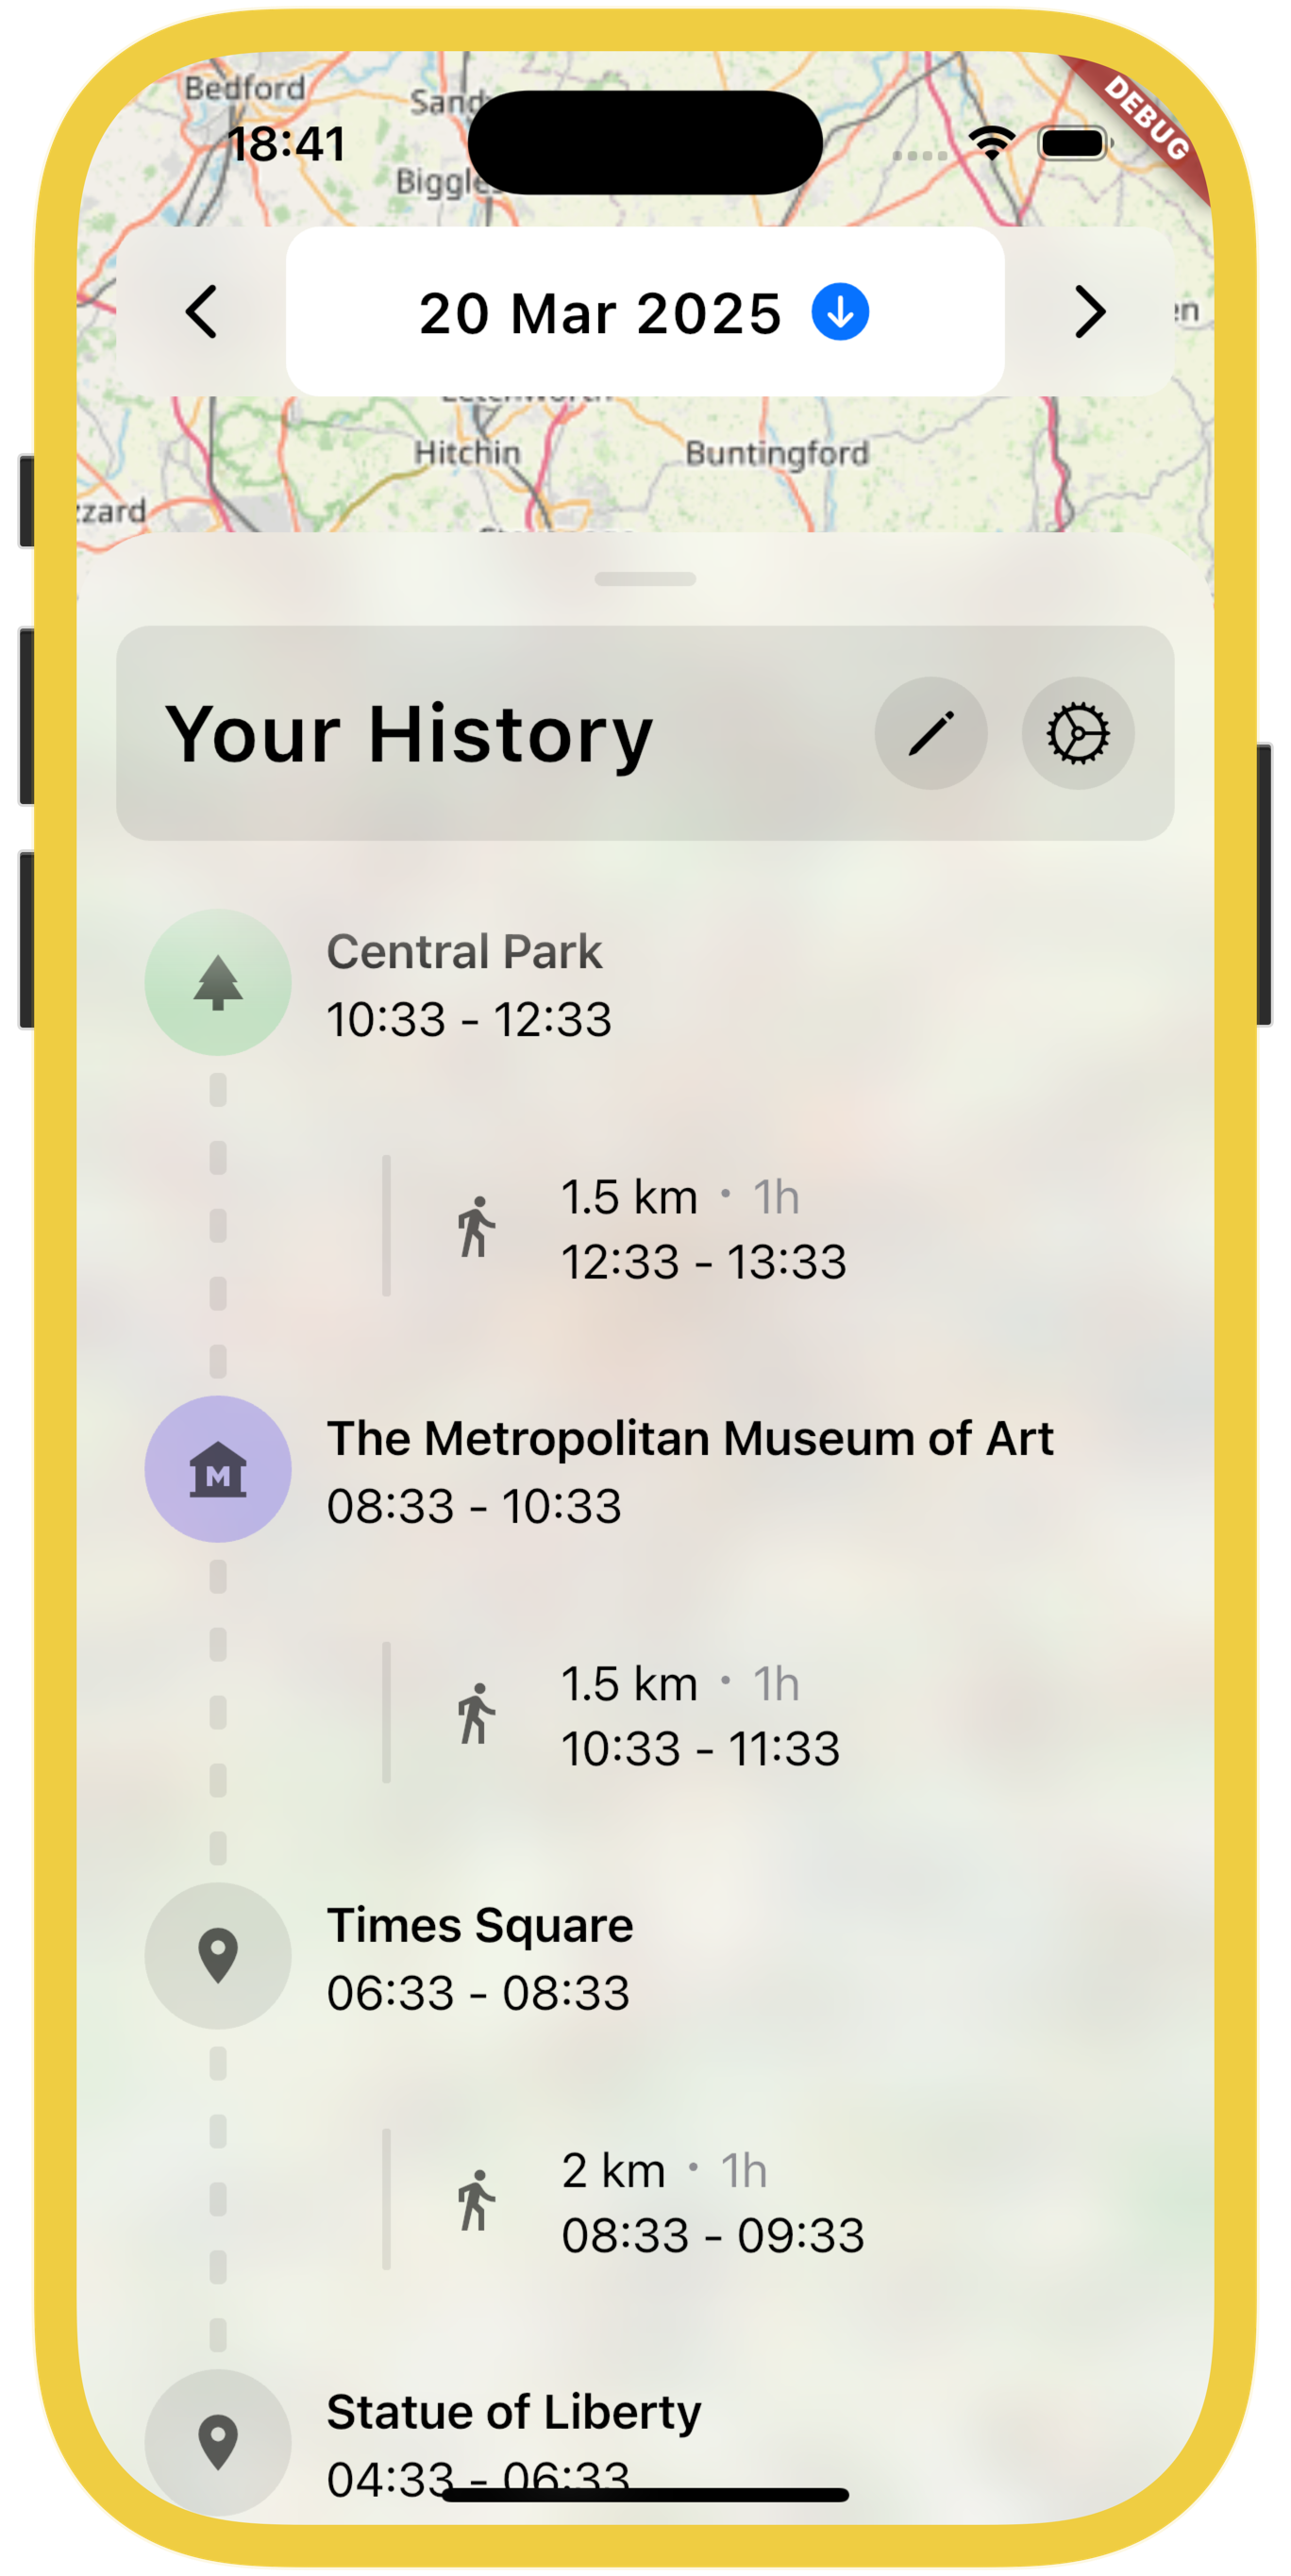 Bedford
18:41
DEBUG
20 Mar 2025
Hitchin
Buntingford
Your History
Central Park
10:33 - 12:33
1.5 km · 1h
12:33 - 13:33
The Metropolitan Museum of Art
08:33 - 10:33
1.5 km · 1h
10:33 - 11:33
Times Square
06:33 - 08:33
2 km · 1h
08:33 - 09:33
Statue of Liberty
04:33 - 06:33